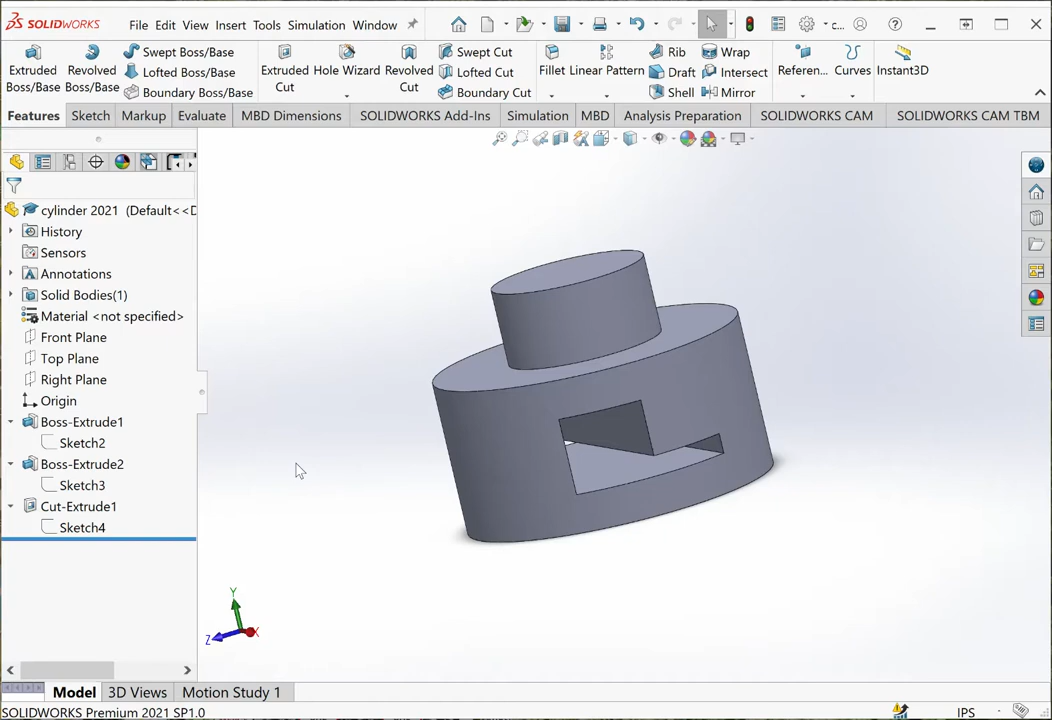 SOLIDWORKS File Edit View Insert Tools Simulation Window c...
Extruded Boss/Base
Revolved Boss/Base
Swept Boss/Base
Lofted Boss/Base
Boundary Boss/Base
Extruded Cut
Hole Wizard
Revolved Cut
Swept Cut
Lofted Cut
Boundary Cut
Fillet
Linear Pattern
Rib
Draft
Shell
Wrap
Intersect
Mirror
Referen...
Curves
Instant3D
Features Sketch Markup Evaluate MBD Dimensions SOLIDWORKS Add-Ins Simulation MBD Analysis Preparation SOLIDWORKS CAM SOLIDWORKS CAM TBM
cylinder 2021 (Default<<D
History
Sensors
Annotations
Solid Bodies(1)
Material <not specified>
Front Plane
Top Plane
Right Plane
Origin
Boss-Extrude1
Sketch2
Boss-Extrude2
Sketch3
Cut-Extrude1
Sketch4
Y
Z
X
Model 3D Views Motion Study 1
SOLIDWORKS Premium 2021 SP1.0 IPS